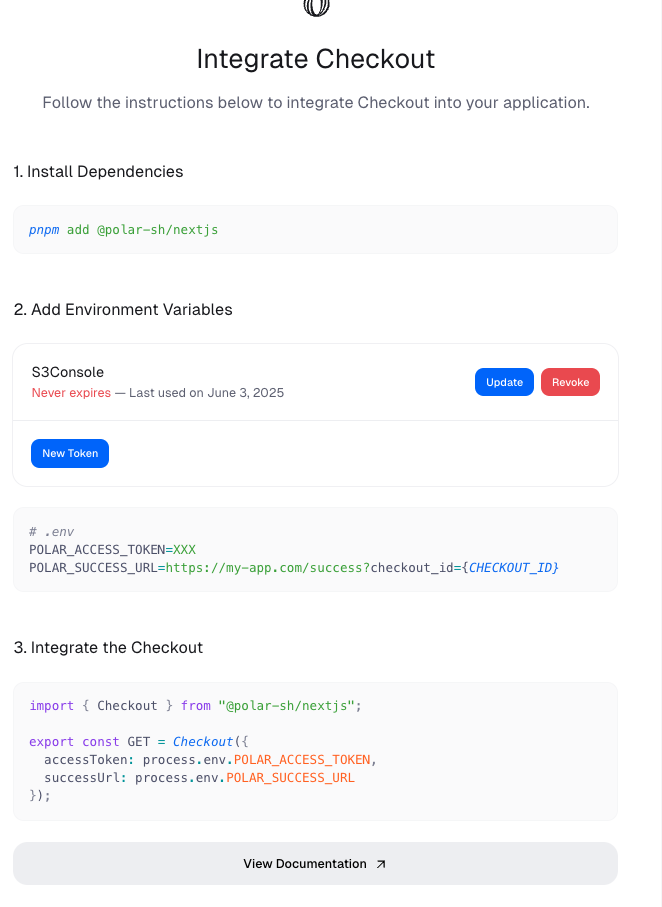 Integrate Checkout
Follow the instructions below to integrate Checkout into your application.
1. Install Dependencies
pnpm add @polar-sh/nextjs
2. Add Environment Variables
S3Console
Never expires — Last used on June 3, 2025
Update
Revoke
New Token
# .env
POLAR_ACCESS_TOKEN=XXX
POLAR_SUCCESS_URL=https://my-app.com/success?checkout_id={CHECKOUT_ID}
3. Integrate the Checkout
import { Checkout } from "@polar-sh/nextjs";
export const GET = Checkout({
  accessToken: process.env.POLAR_ACCESS_TOKEN,
  successUrl: process.env.POLAR_SUCCESS_URL
});
View Documentation